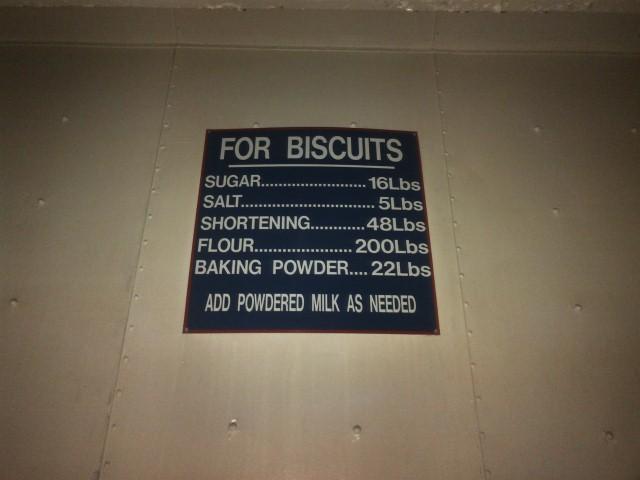 FOR BISCUITS
SUGAR........................ 16Lbs
SALT.............................. 5Lbs
SHORTENING............ 48Lbs
FLOUR...................... 200Lbs
BAKING POWDER.... 22Lbs
ADD POWDERED MILK AS NEEDED